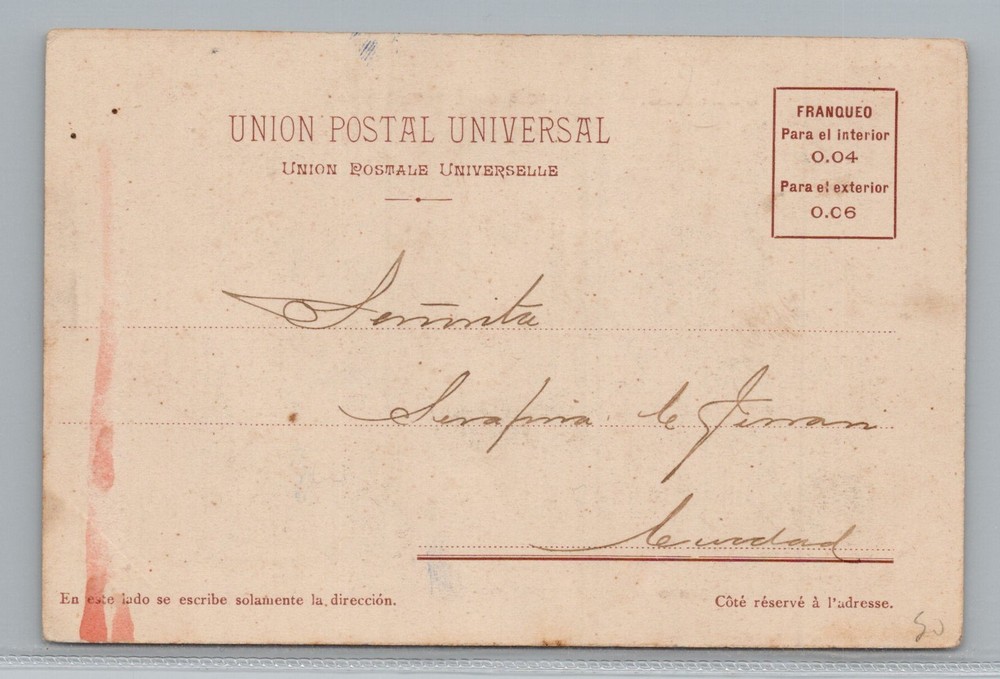 UNION POSTAL UNIVERSAL
UNION POSTALE UNIVERSELLE
FRANQUEO
Para el interior
0.04
Para el exterior
0.06
Señorita
Serafina
Ciudad
En este lado se escribe solamente la dirección.
Côté réservé à l'adresse.
50